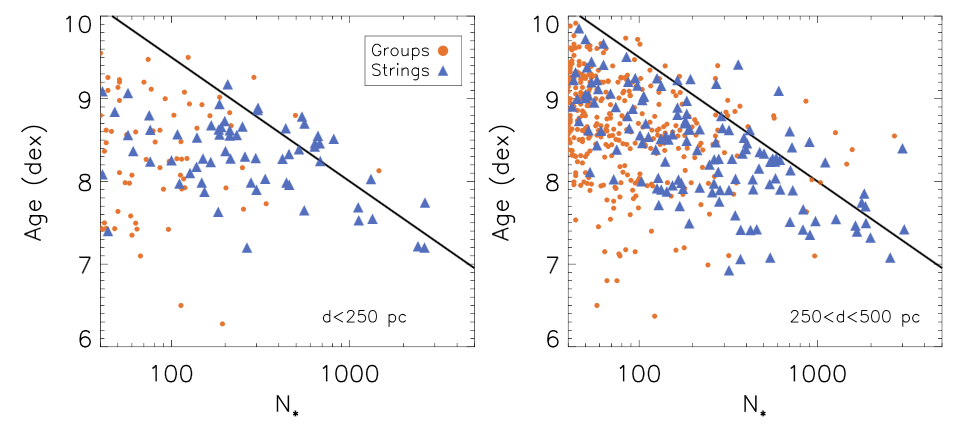 10
9
8
7
6
Age (dex)
Groups
Strings
d<250 pc
100
1000
N*
10
9
8
7
6
Age (dex)
250<d<500 pc
100
1000
N*